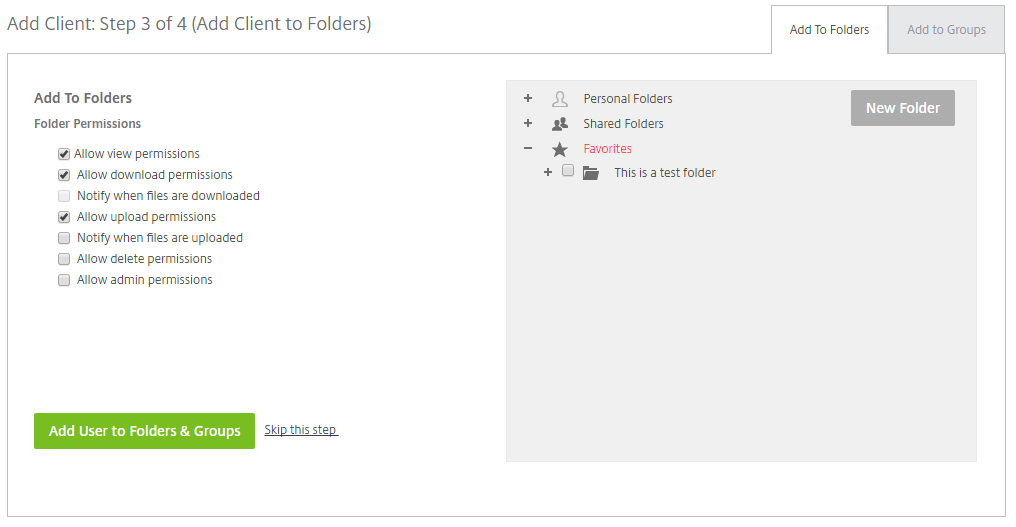 Add Client: Step 3 of 4 (Add Client to Folders)
Add To Folders
Add to Groups
Add To Folders
Folder Permissions
Allow view permissions
Allow download permissions
Notify when files are downloaded
Allow upload permissions
Notify when files are uploaded
Allow delete permissions
Allow admin permissions
Add User to Folders & Groups
Skip this step
Personal Folders
New Folder
Shared Folders
Favorites
This is a test folder